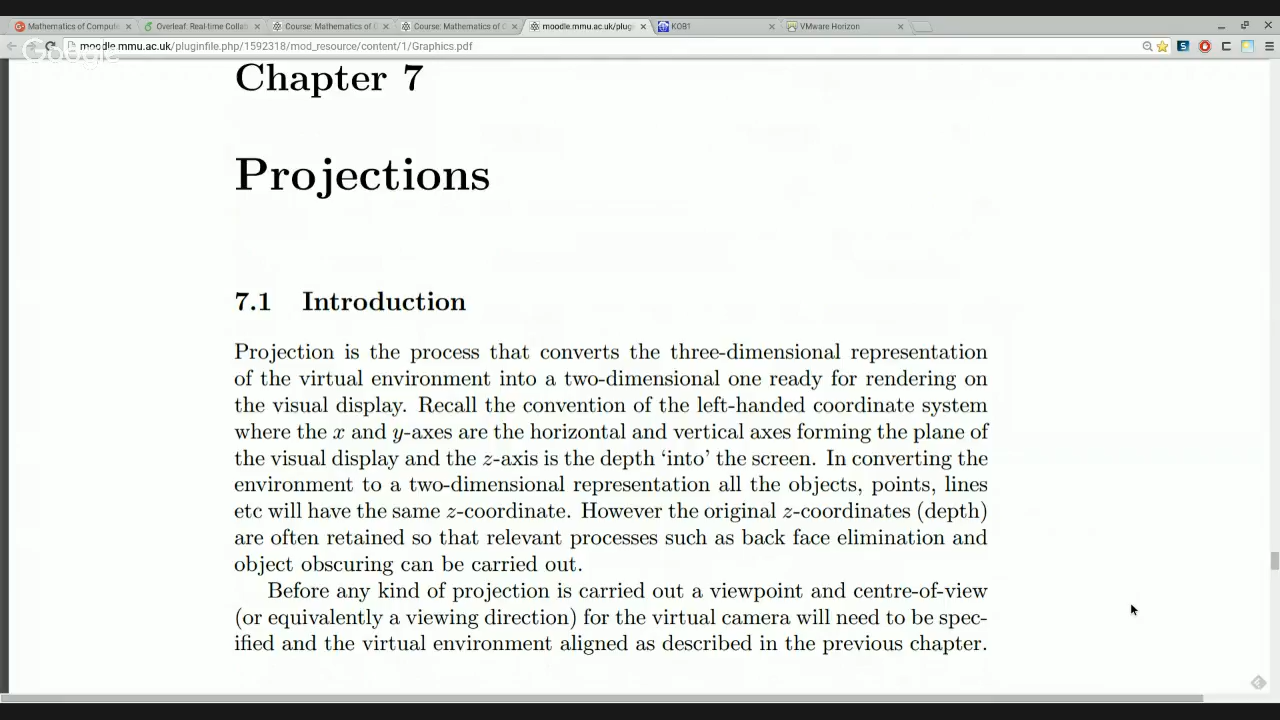 Mathematics of Compute
Overleaf: Real-time Collab
Course: Mathematics of C
Course: Mathematics of C
moodle.mmu.ac.uk/plug
KOB1
VMware Horizon
moodle.mmu.ac.uk/pluginfile.php/1592318/mod_resource/content/1/Graphics.pdf
Google
Chapter 7
Projections
7.1 Introduction
Projection is the process that converts the three-dimensional representation
of the virtual environment into a two-dimensional one ready for rendering on
the visual display. Recall the convention of the left-handed coordinate system
where the x and y-axes are the horizontal and vertical axes forming the plane of
the visual display and the z-axis is the depth ‘into’ the screen. In converting the
environment to a two-dimensional representation all the objects, points, lines
etc will have the same z-coordinate. However the original z-coordinates (depth)
are often retained so that relevant processes such as back face elimination and
object obscuring can be carried out.
Before any kind of projection is carried out a viewpoint and centre-of-view
(or equivalently a viewing direction) for the virtual camera will need to be spec-
ified and the virtual environment aligned as described in the previous chapter.